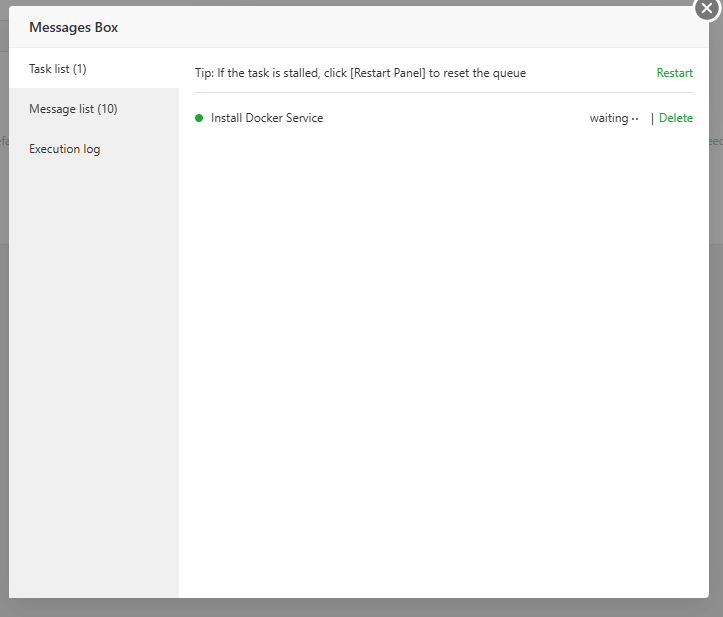 Messages Box
Task list (1)
Message list (10)
Execution log
Tip: If the task is stalled, click [Restart Panel] to reset the queue
Restart
Install Docker Service
waiting ·· | Delete